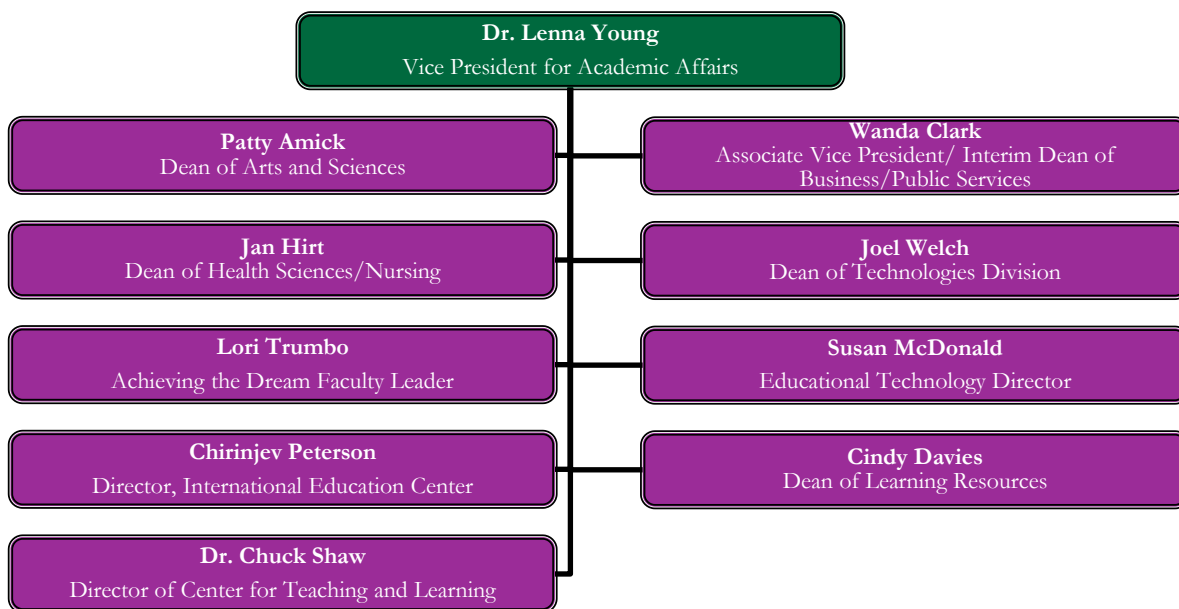 Dr. Lenna Young
Vice President for Academic Affairs
Patty Amick
Dean of Arts and Sciences
Wanda Clark
Associate Vice President/ Interim Dean of
Business/Public Services
Jan Hirt
Dean of Health Sciences/Nursing
Joel Welch
Dean of Technologies Division
Lori Trumbo
Achieving the Dream Faculty Leader
Susan McDonald
Educational Technology Director
Chirinjev Peterson
Director, International Education Center
Cindy Davies
Dean of Learning Resources
Dr. Chuck Shaw
Director of Center for Teaching and Learning